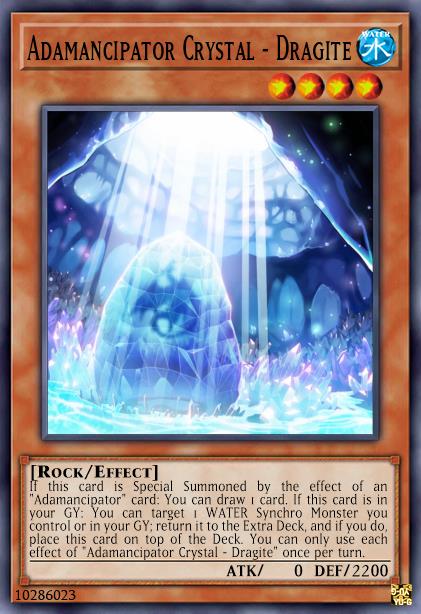 Adamancipator Crystal - Dragite
WATER
水
[Rock/Effect]
If this card is Special Summoned by the effect of an
"Adamancipator" card: You can draw 1 card. If this card is in
your GY: You can target 1 WATER Synchro Monster you
control or in your GY; return it to the Extra Deck, and if you do,
place this card on top of the Deck. You can only use each
effect of "Adamancipator Crystal - Dragite" once per turn.
ATK/ 0 DEF/2200
10286023